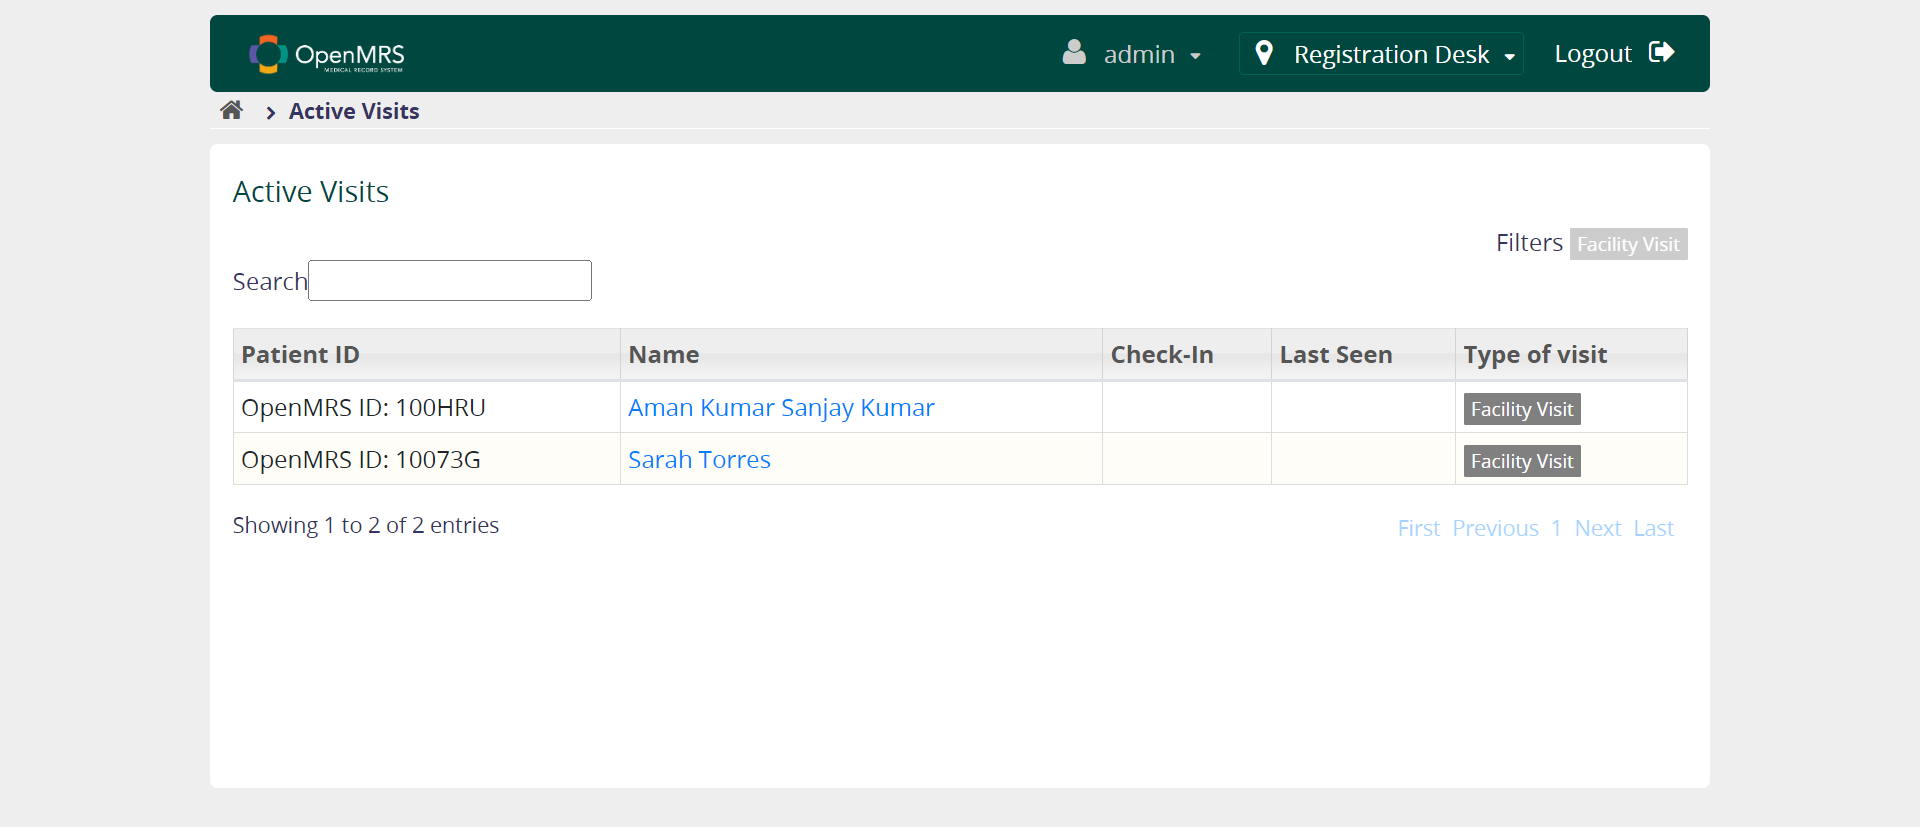 OpenMRS
MEDICAL RECORD SYSTEM
admin
Registration Desk
Logout
Active Visits
Active Visits
Filters Facility Visit
Search
Patient ID Name Check-In Last Seen Type of visit
OpenMRS ID: 100HRU Aman Kumar Sanjay Kumar Facility Visit
OpenMRS ID: 10073G Sarah Torres Facility Visit
Showing 1 to 2 of 2 entries
First Previous 1 Next Last